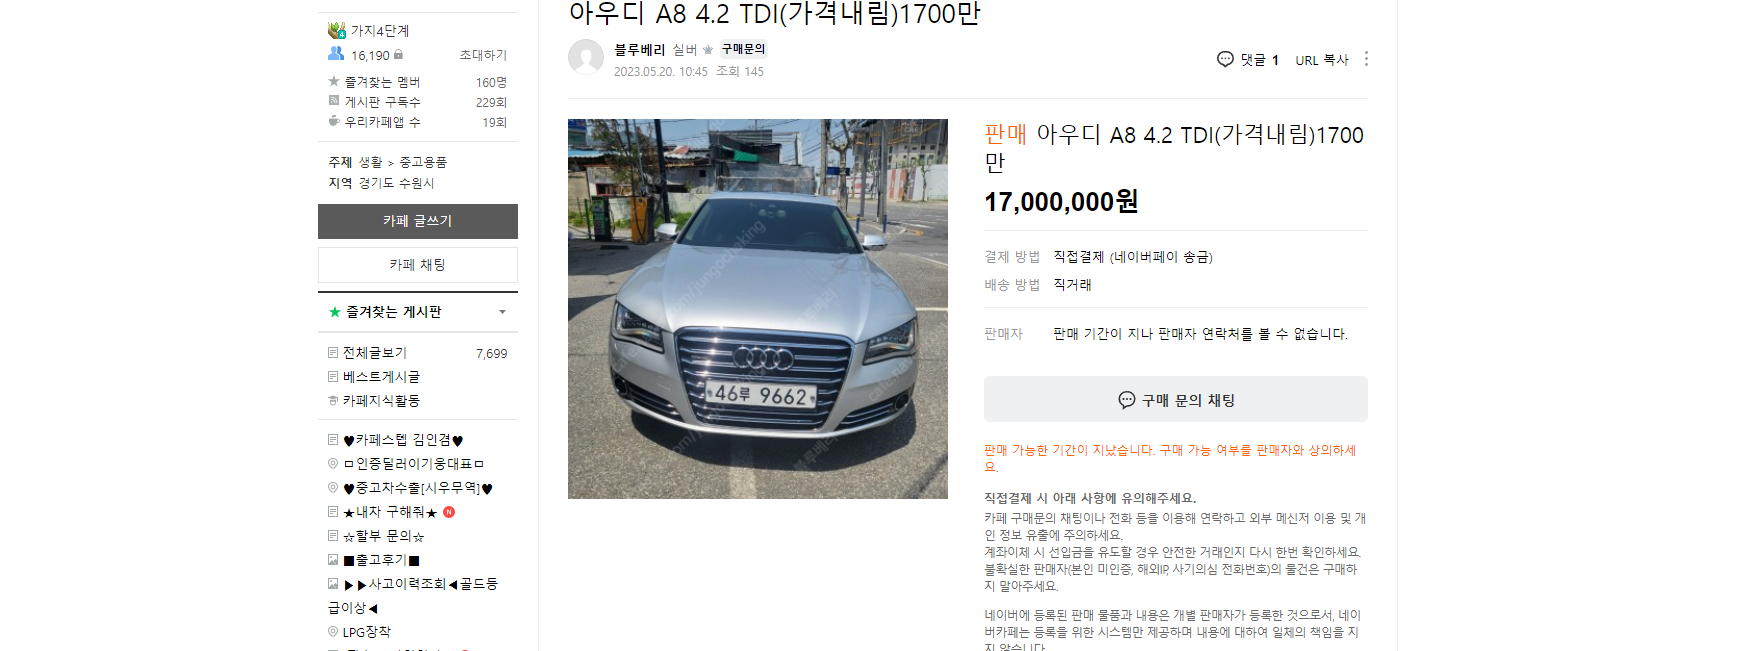 아우디 A8 4.2 TDI(가격내림)1700만
블루베리 실버 구매문의
2023.05.20. 10:45 조회 145
댓글 1 URL 복사
가지4단계
16,190 초대하기
즐겨찾는 멤버 160명
게시판 구독수 229회
우리카페앱 수 19회
주제 생활 > 중고용품
지역 경기도 수원시
카페 글쓰기
카페 채팅
★ 즐겨찾는 게시판
전체글보기 7,699
베스트게시글
카페지식활동
♥카페스텝 김인겸♥
ㅁ인증딜러이기웅대표ㅁ
♥중고차수출[시우무역]♥
★내차 구해줘★ N
☆할부 문의☆
■출고후기■
▶▶사고이력조회◀골드등
급이상◀
LPG장착
46루 9662
판매 아우디 A8 4.2 TDI(가격내림)1700
만
17,000,000원
결제 방법 직접결제 (네이버페이 송금)
배송 방법 직거래
판매자 판매 기간이 지나 판매자 연락처를 볼 수 없습니다.
구매 문의 채팅
판매 가능한 기간이 지났습니다. 구매 가능 여부를 판매자와 상의하세
요.
직접결제 시 아래 사항에 유의해주세요.
카페 구매문의 채팅이나 전화 등을 이용해 연락하고 외부 메신저 이용 및 개
인 정보 유출에 주의하세요.
계좌이체 시 선입금을 유도할 경우 안전한 거래인지 다시 한번 확인하세요.
불확실한 판매자(본인 미인증, 해외IP, 사기의심 전화번호)의 물건은 구매하
지 말아주세요.
네이버에 등록된 판매 물품과 내용은 개별 판매자가 등록한 것으로서, 네이
버카페는 등록을 위한 시스템만 제공하며 내용에 대하여 일체의 책임을 지
지 않습니다.